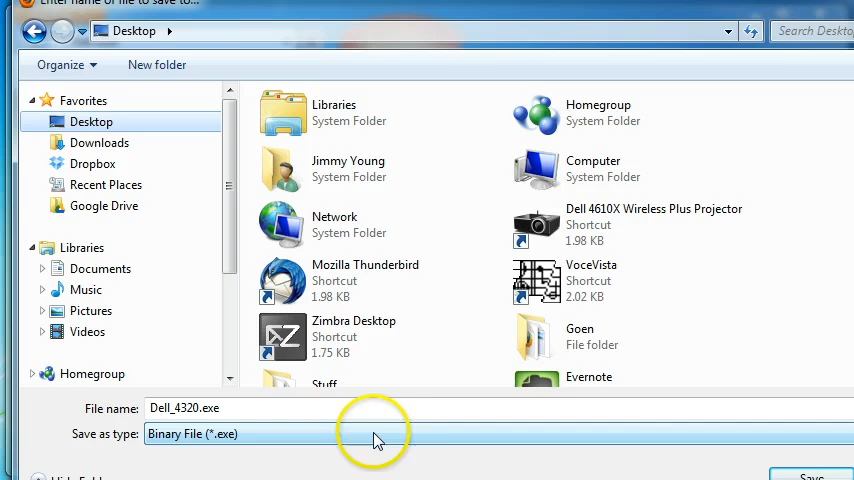 Enter name of file to save to...
Desktop
Search Deskto
Organize
New folder
Favorites
Desktop
Downloads
Dropbox
Recent Places
Google Drive
Libraries
Documents
Music
Pictures
Videos
Homegroup
Libraries
System Folder
Homegroup
System Folder
Jimmy Young
System Folder
Computer
System Folder
Network
System Folder
Dell 4610X Wireless Plus Projector
Shortcut
1.98 KB
Mozilla Thunderbird
Shortcut
1.98 KB
VoceVista
Shortcut
2.02 KB
Zimbra Desktop
Shortcut
1.75 KB
Goen
File folder
Stuff
Evernote
File name: Dell_4320.exe
Save as type: Binary File (*.exe)
Hide Folders
Save